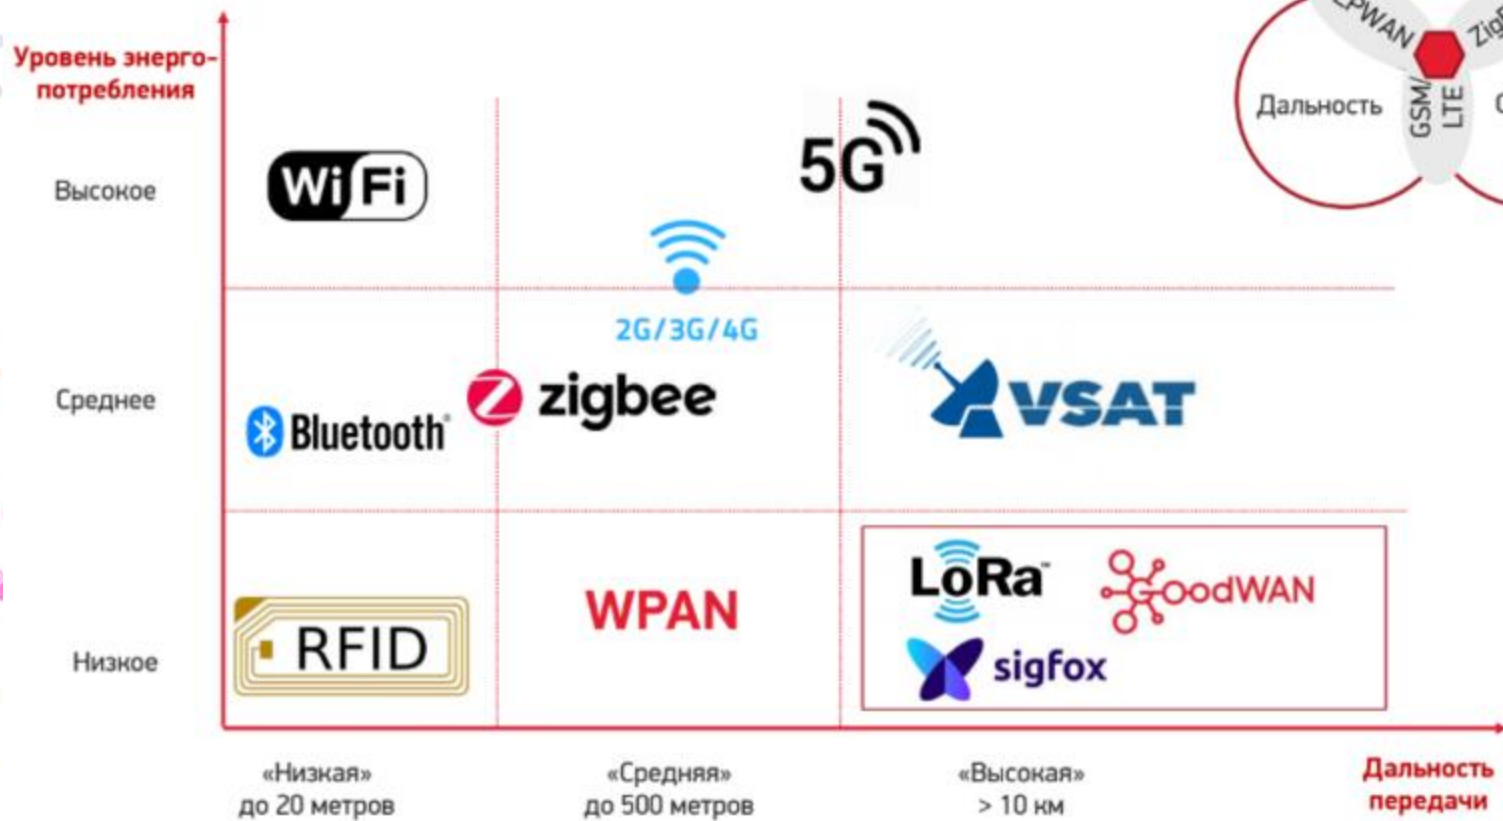 Уровень энерго-
потребления
Высокое
Среднее
Низкое
WiFi
5G
2G/3G/4G
Bluetooth
zigbee
VSAT
RFID
WPAN
LoRa™
GoodWAN
sigfox
Дальность
GSM/
LTE
«Низкая»
до 20 метров
«Средняя»
до 500 метров
«Высокая»
> 10 км
Дальность
передачи